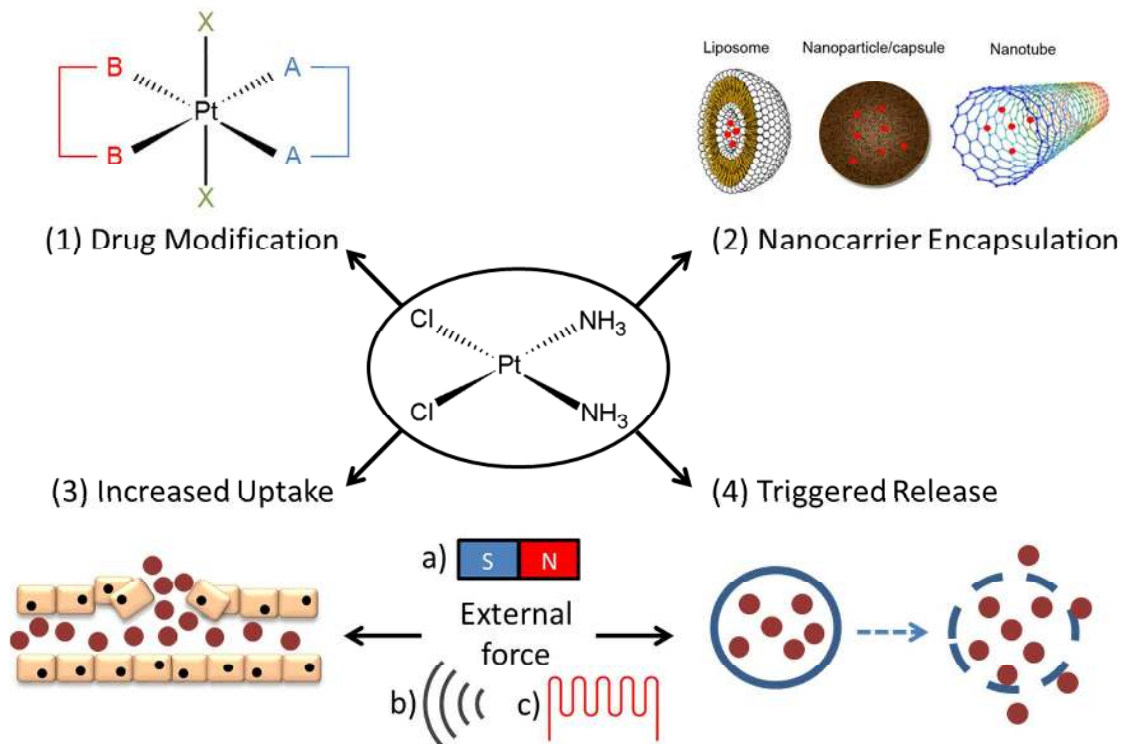 X
B
A
Pt
B
A
X
(1) Drug Modification
Liposome
Nanoparticle/capsule
Nanotube
(2) Nanocarrier Encapsulation
Cl
NH3
Pt
Cl
NH3
(3) Increased Uptake
(4) Triggered Release
a)
S
N
External
force
b)
c)